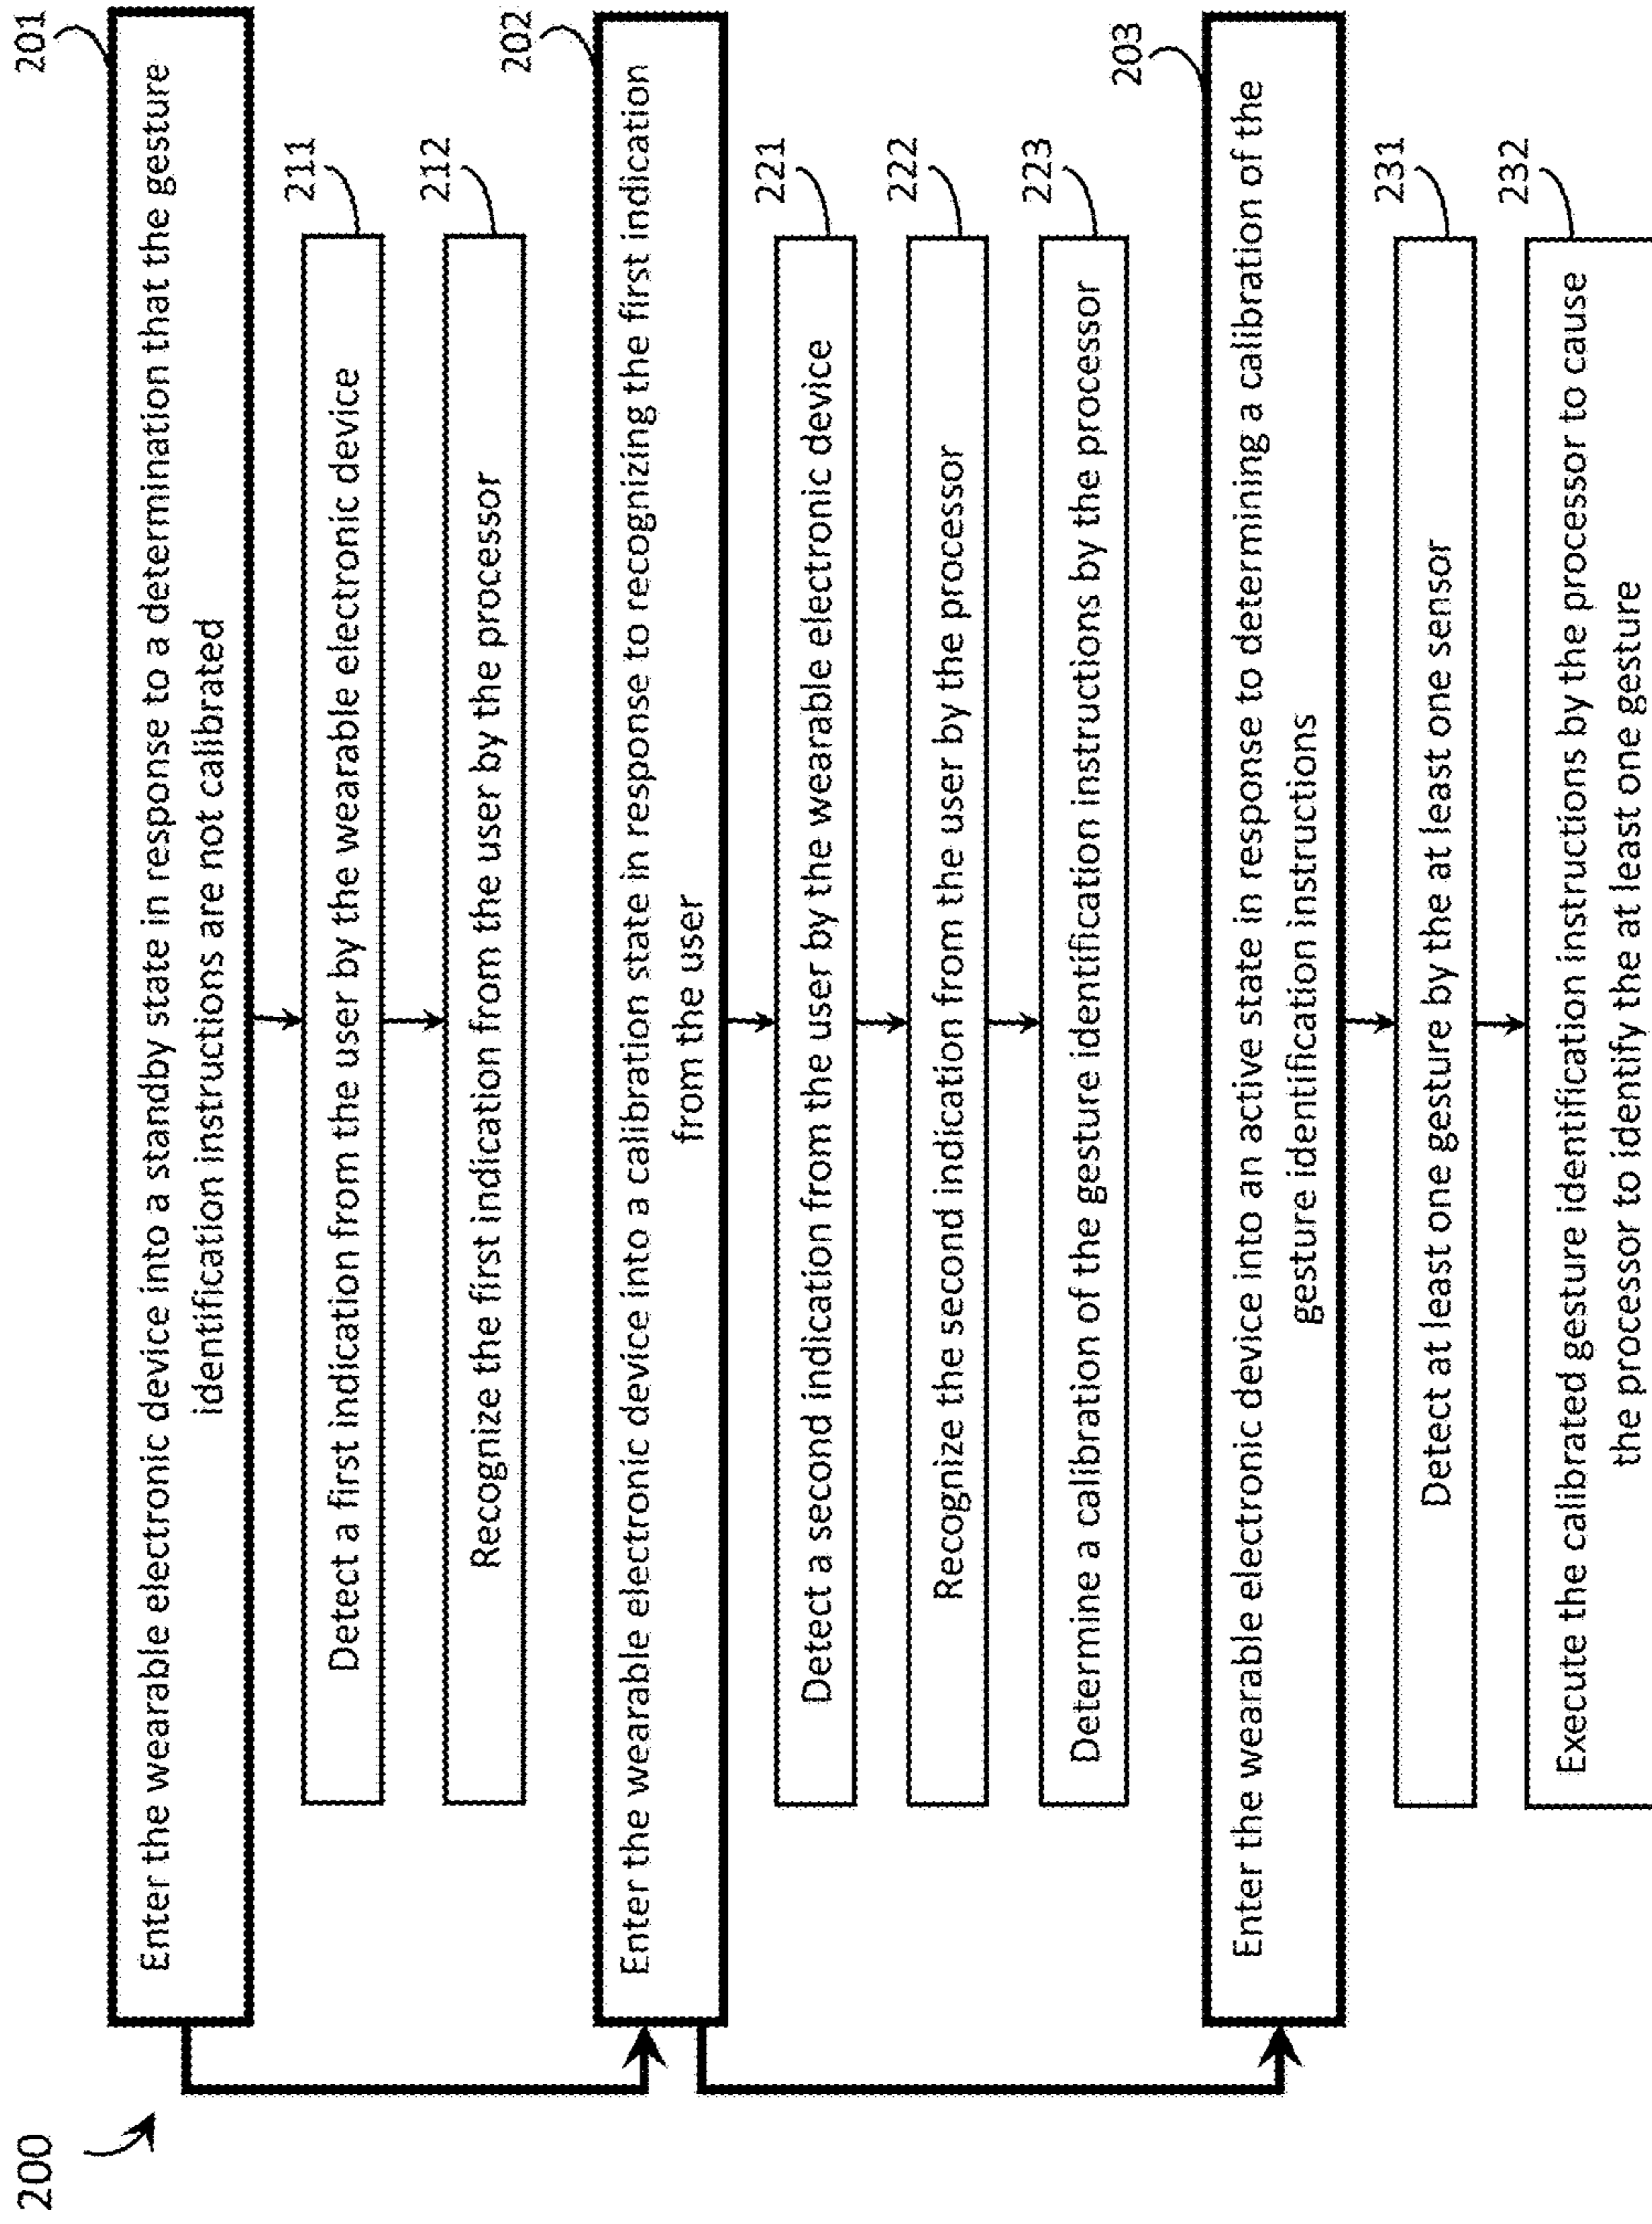 200
201
Enter the wearable electronic device into a standby state in response to a determination that the gesture
identification instructions are not calibrated
211
Detect a first indication from the user by the wearable electronic device
212
Recognize the first indication from the user by the processor
202
Enter the wearable electronic device into a calibration state in response to recognizing the first indication
from the user
221
Detect a second indication from the user by the wearable electronic device
222
Recognize the second indication from the user by the processor
223
Determine a calibration of the gesture identification instructions by the processor
203
Enter the wearable electronic device into an active state in response to determining a calibration of the
gesture identification instructions
231
Detect at least one gesture by the at least one sensor
232
Execute the calibrated gesture identification instructions by the processor to cause
the processor to identify the at least one gesture